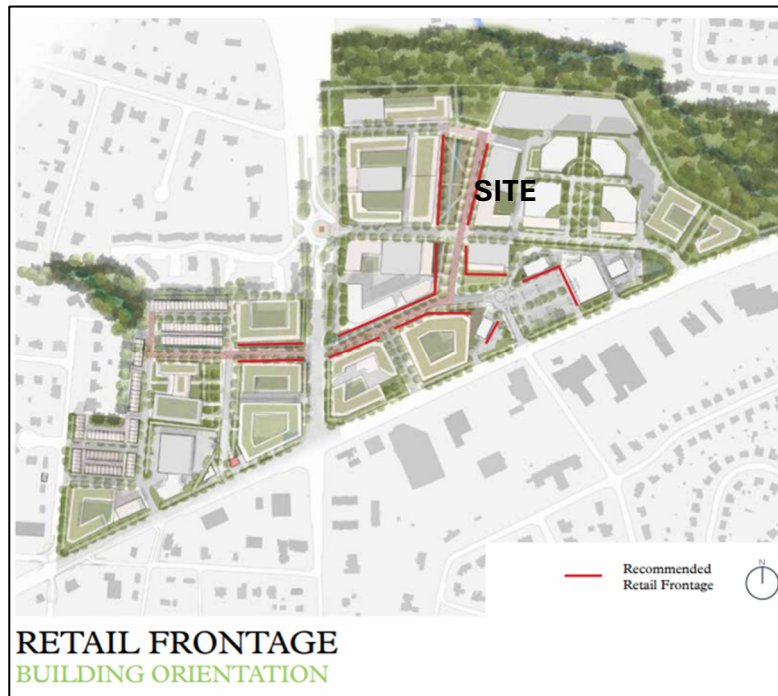 SITE
Recommended
Retail Frontage
N
RETAIL FRONTAGE
BUILDING ORIENTATION